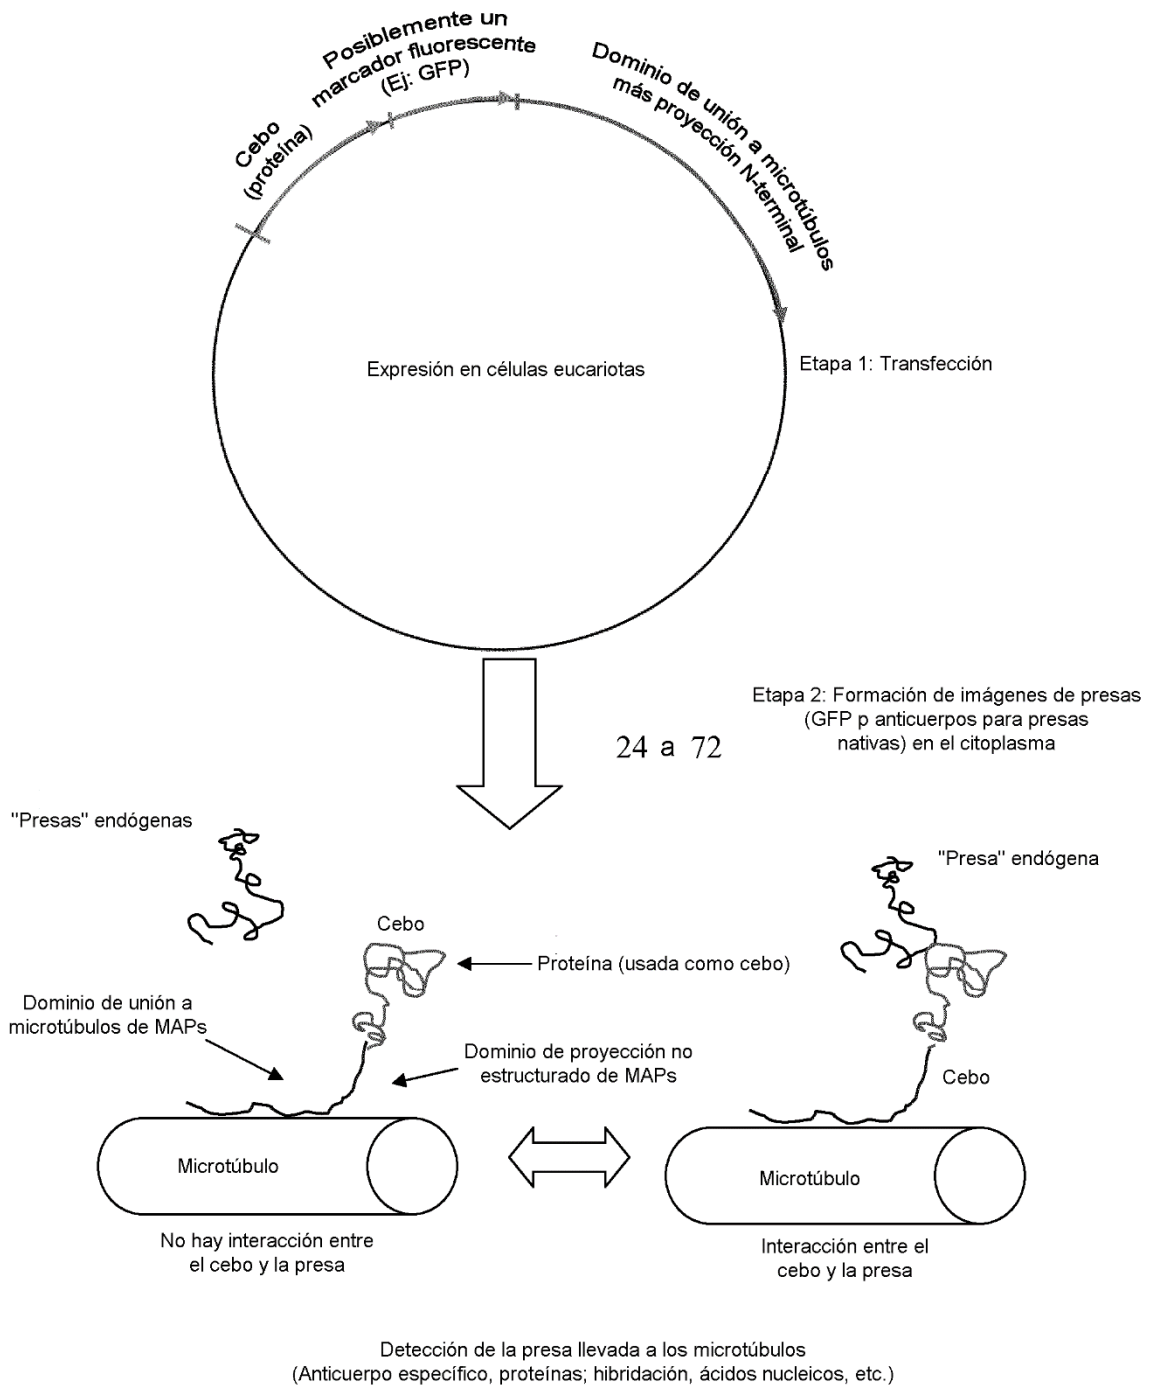 Posiblemente un
marcador fluorescente
(Ej: GFP)
Cebo
(proteína)
Dominio de unión a microtúbulos
más proyección N-terminal
Expresión en células eucariotas
Etapa 1: Transfección
Etapa 2: Formación de imágenes de presas
(GFP p anticuerpos para presas
nativas) en el citoplasma
24 a 72
"Presas" endógenas
"Presa" endógena
Cebo
Proteína (usada como cebo)
Dominio de unión a
microtúbulos de MAPs
Dominio de proyección no
estructurado de MAPs
Cebo
Microtúbulo
Microtúbulo
No hay interacción entre
el cebo y la presa
Interacción entre el
cebo y la presa
Detección de la presa llevada a los microtúbulos
(Anticuerpo específico, proteínas; hibridación, ácidos nucleicos, etc.)